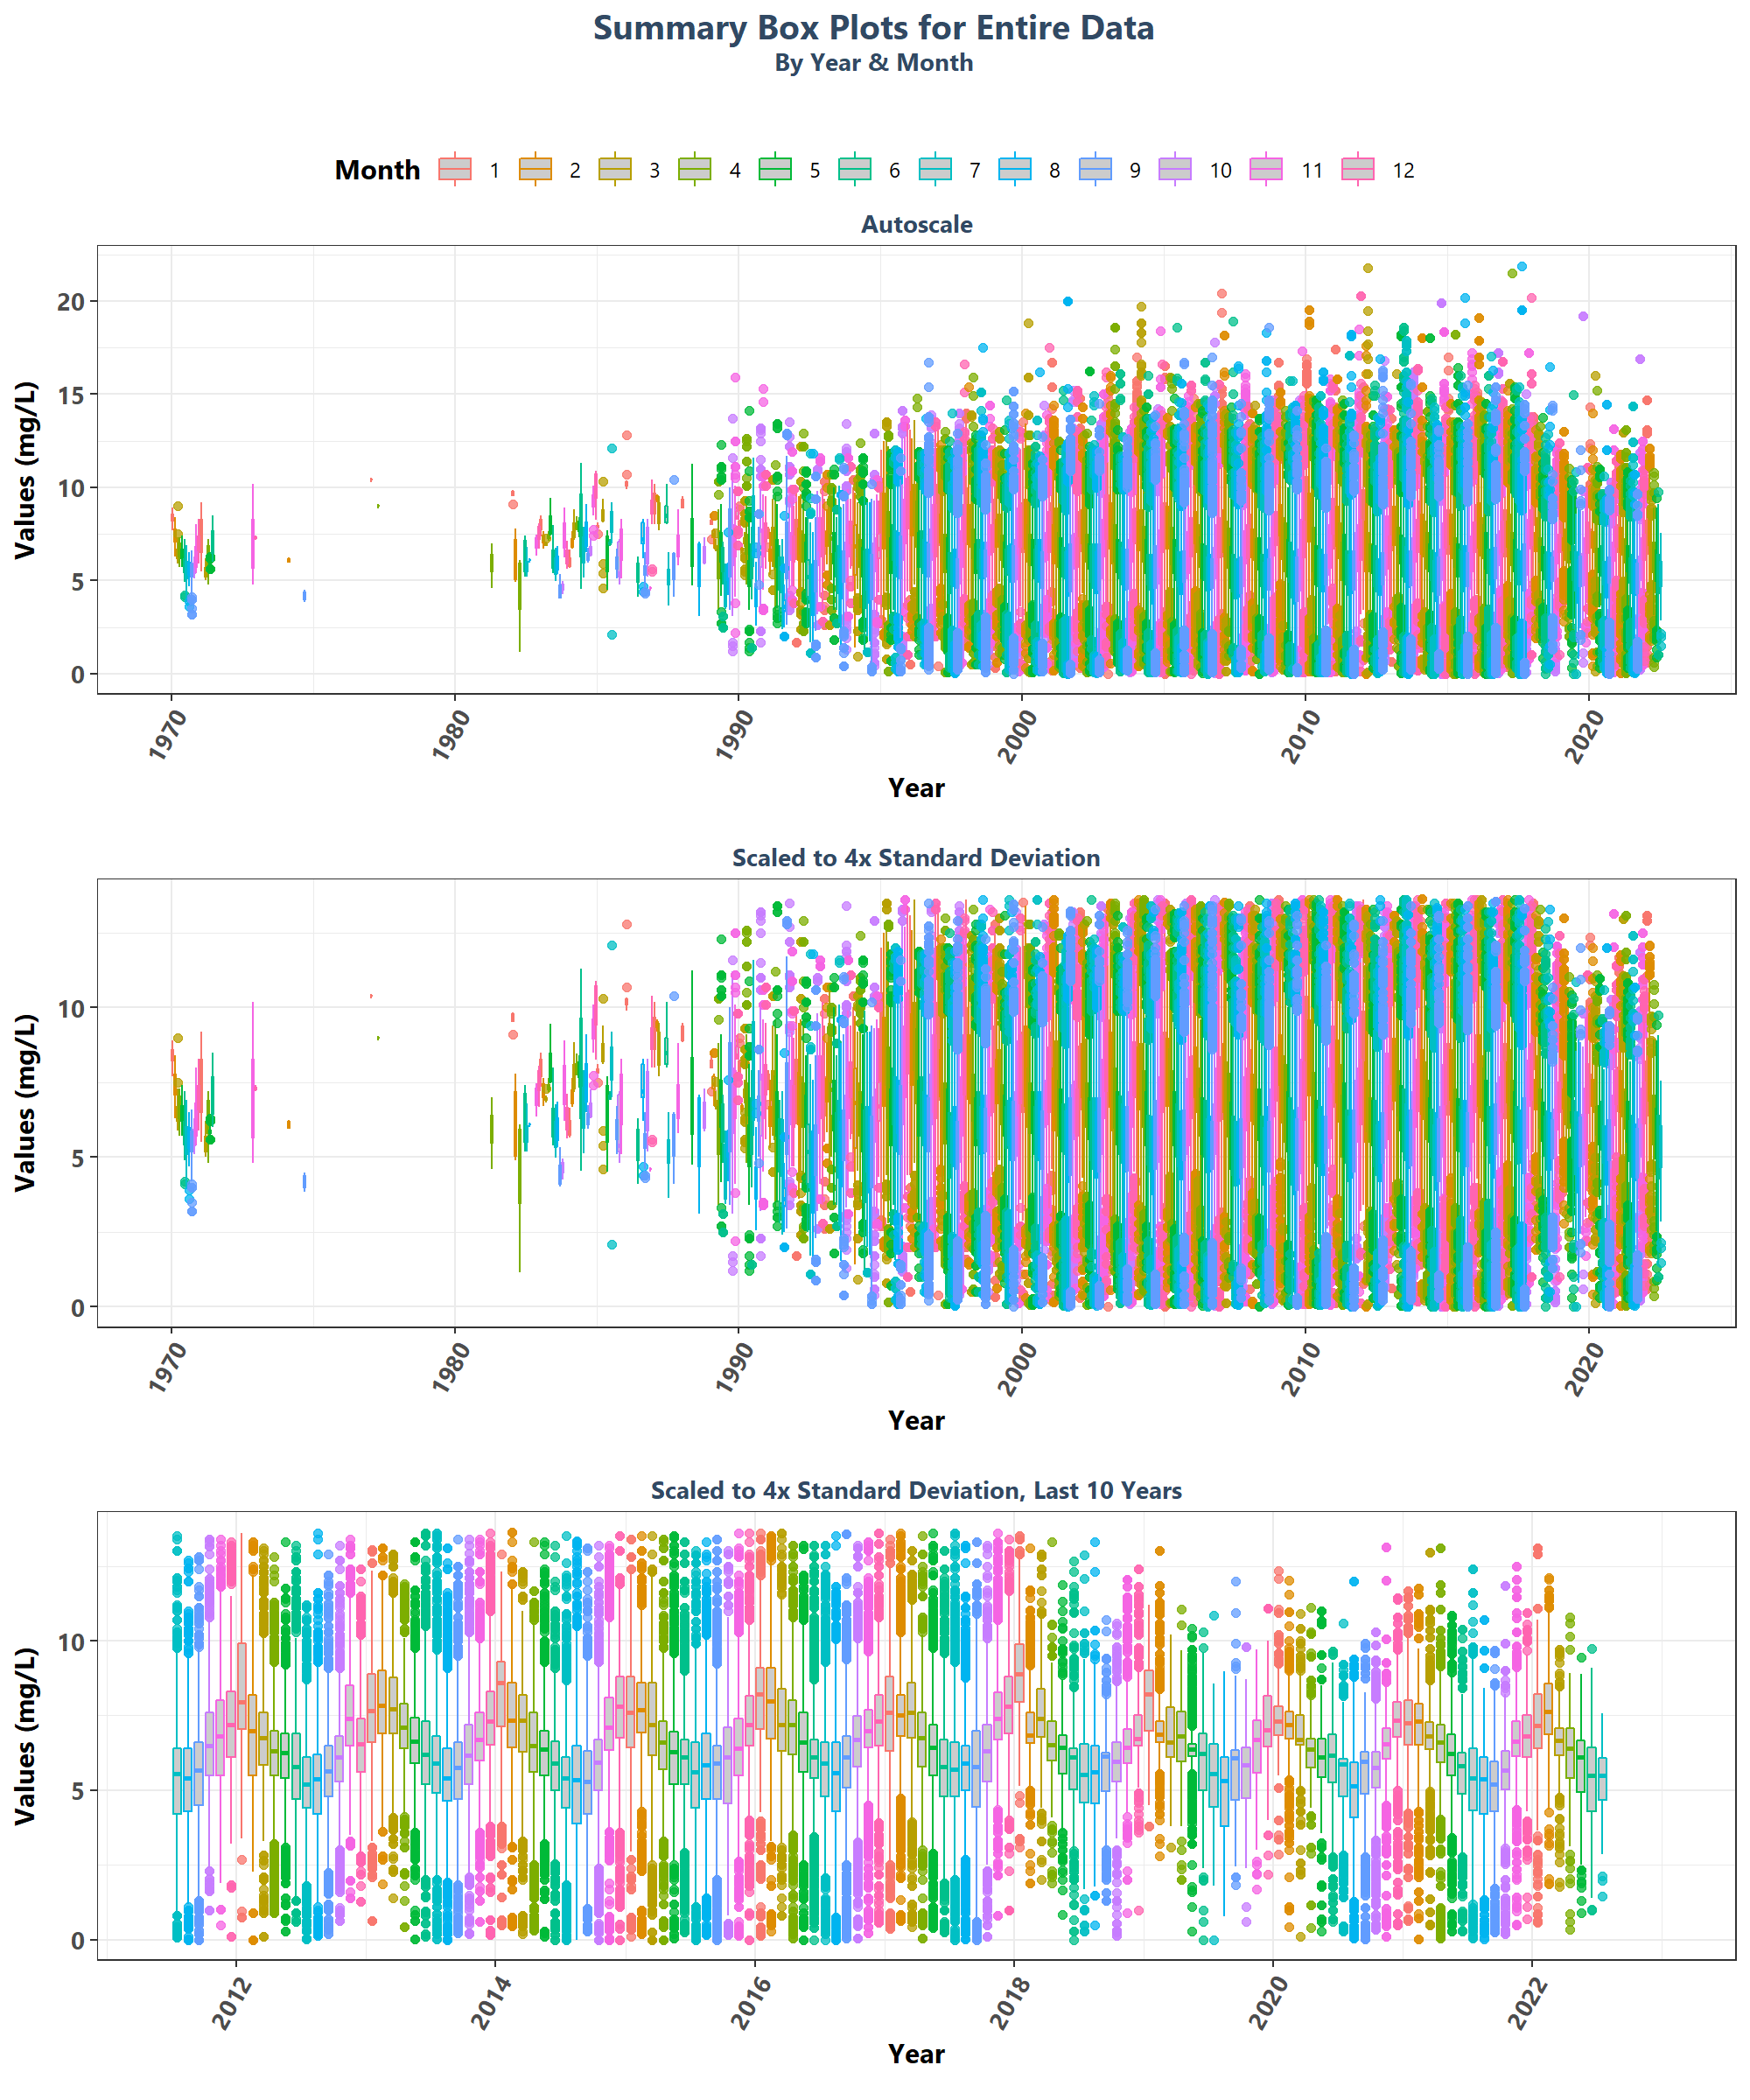 Summary Box Plots for Entire Data
By Year & Month
Month 1 2 3 4 5 6 7 8 9 10 11 12
Autoscale
Values (mg/L)
20
15
10
5
0
1970 1980 1990 2000 2010 2020
Year
Scaled to 4x Standard Deviation
Values (mg/L)
10
5
0
1970 1980 1990 2000 2010 2020
Year
Scaled to 4x Standard Deviation, Last 10 Years
Values (mg/L)
10
5
0
2012 2014 2016 2018 2020 2022
Year